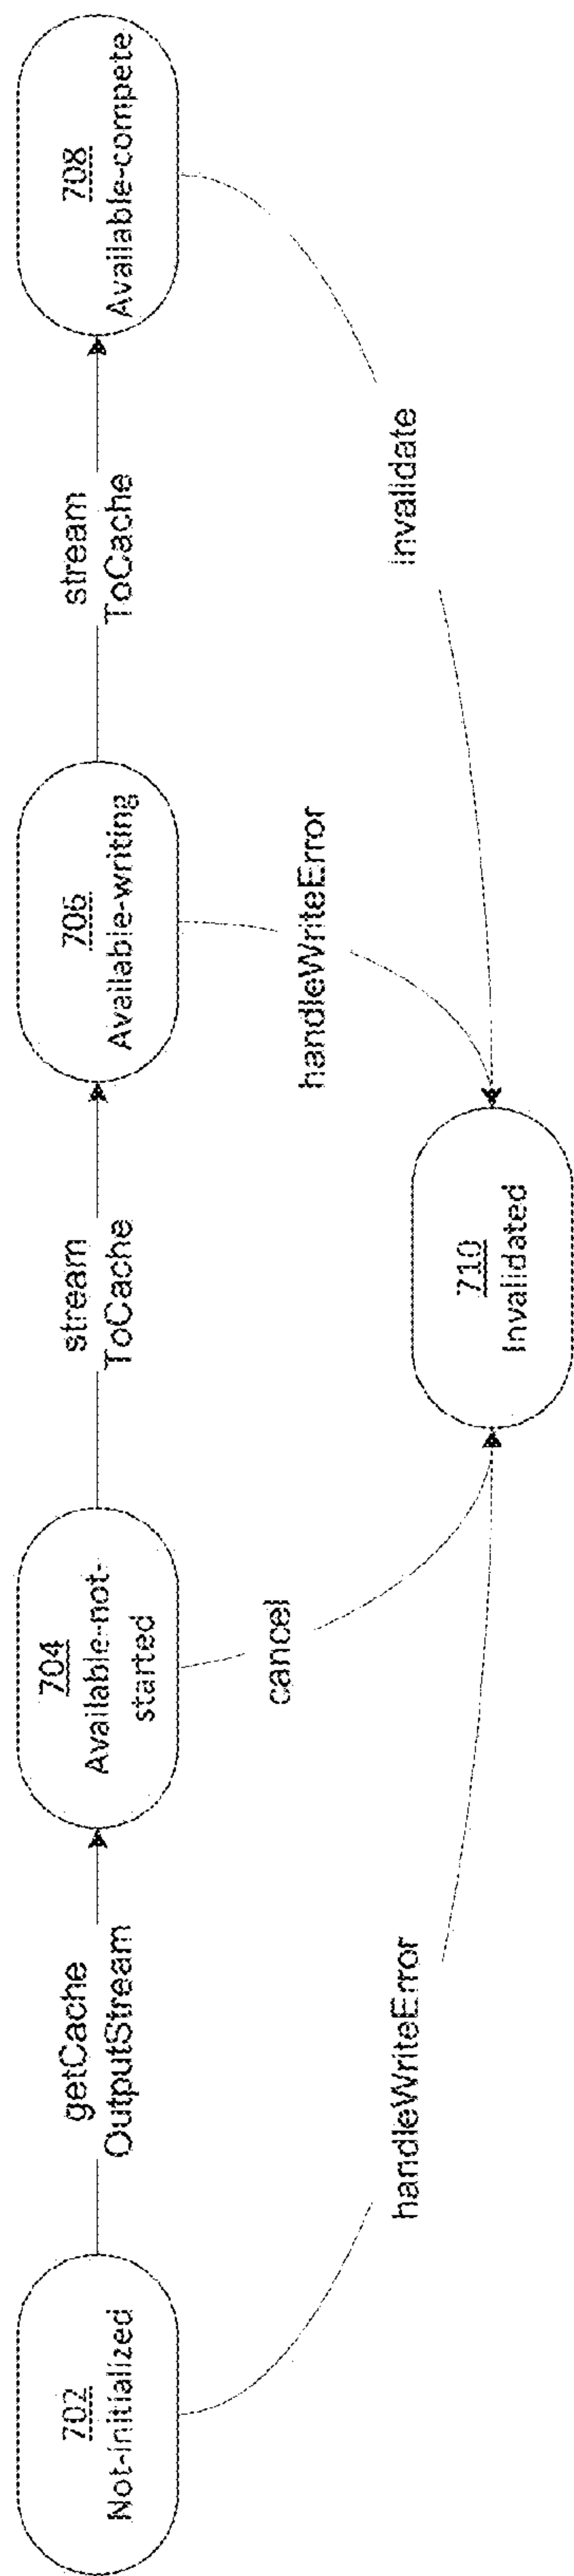 702
Not-initialized
getCache
OutputStream
704
Available-not-
started
stream
ToCache
706
Available-writing
stream
ToCache
708
Available-compete
handleWriteError
cancel
handleWriteError
invalidate
710
Invalidated